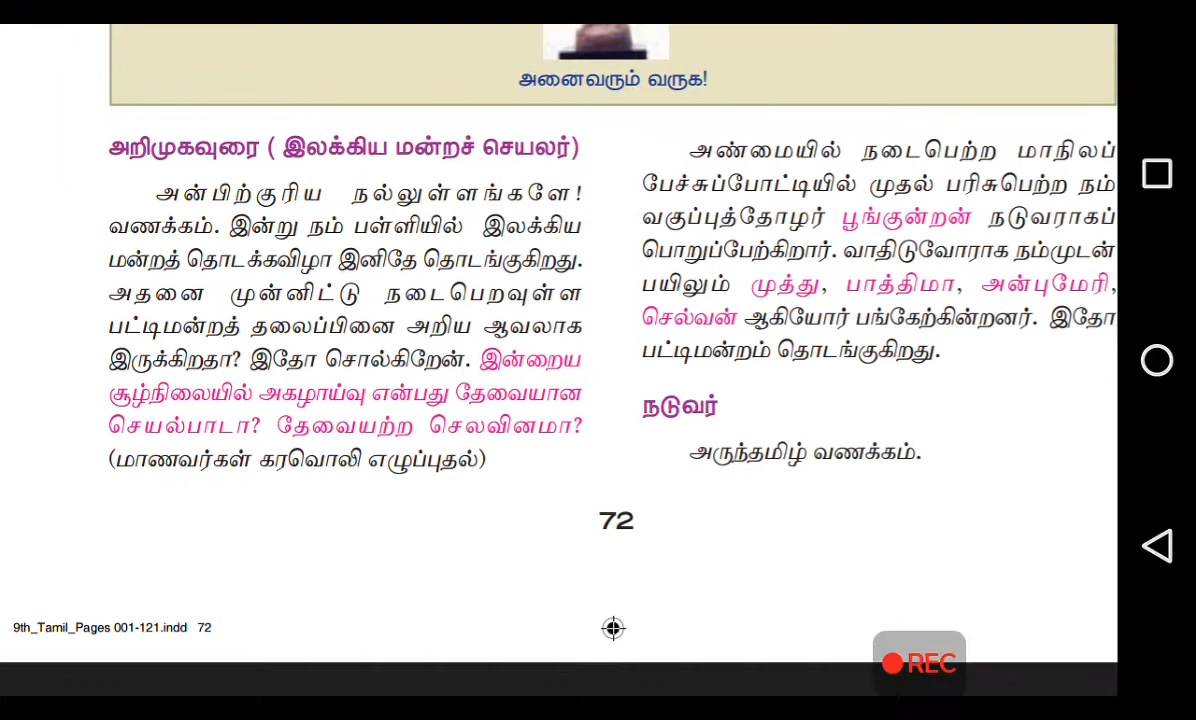 அனைவரும் வருக!
அறிமுகவுரை ( இலக்கிய மன்றச் செயலர்)
அன்பிற்குரிய நல்லுள்ளங்களே!
வணக்கம். இன்று நம் பள்ளியில் இலக்கிய
மன்றத் தொடக்கவிழா இனிதே தொடங்குகிறது.
அதனை முன்னிட்டு நடைபெறவுள்ள
பட்டிமன்றத் தலைப்பினை அறிய ஆவலாக
இருக்கிறதா? இதோ சொல்கிறேன். இன்றைய
சூழ்நிலையில் அகழாய்வு என்பது தேவையான
செயல்பாடா? தேவையற்ற செலவினமா?
(மாணவர்கள் கரவொலி எழுப்புதல்)
அண்மையில் நடைபெற்ற மாநிலப்
பேச்சுப்போட்டியில் முதல் பரிசுபெற்ற நம்
வகுப்புத்தோழர் பூங்குன்றன் நடுவராகப்
பொறுப்பேற்கிறார். வாதிடுவோராக நம்முடன்
பயிலும் முத்து, பாத்திமா, அன்புமேரி,
செல்வன் ஆகியோர் பங்கேற்கின்றனர். இதோ
பட்டிமன்றம் தொடங்குகிறது.
நடுவர்
அருந்தமிழ் வணக்கம்.
72
9th_Tamil_Pages 001-121.indd 72
REC